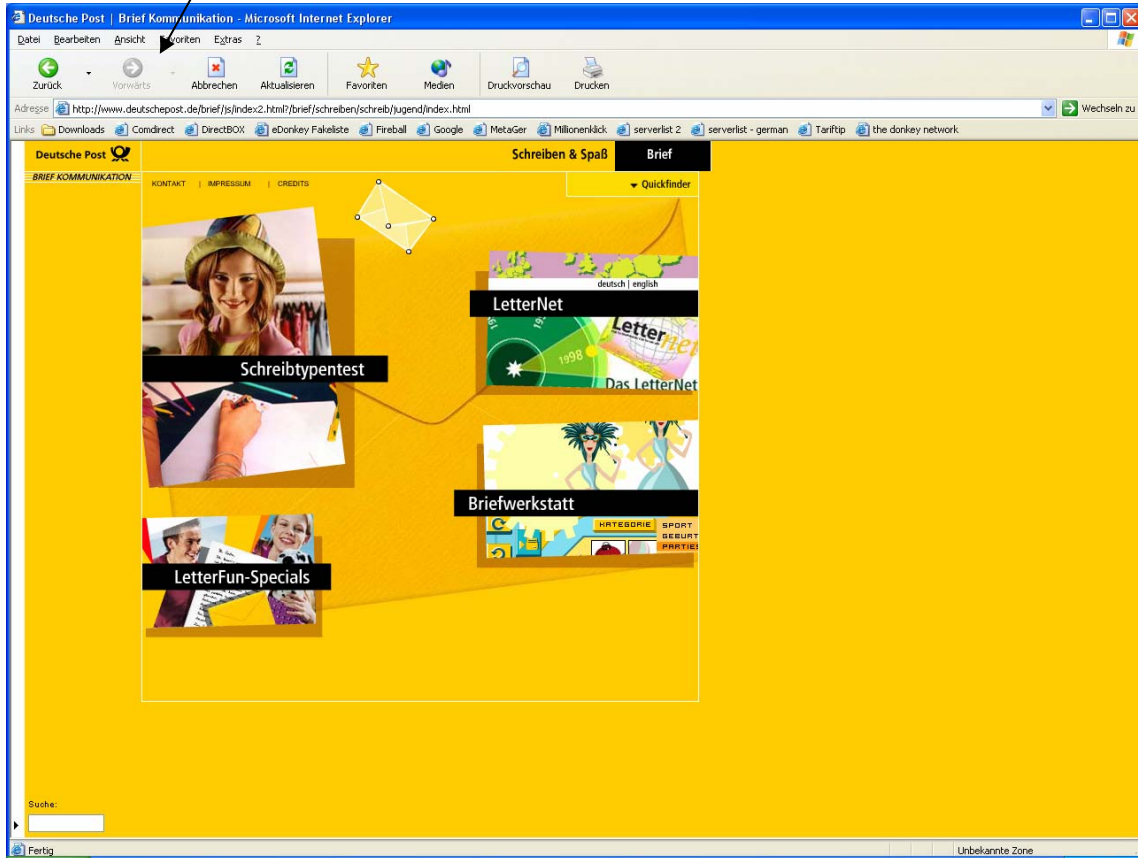 Deutsche Post | Brief Kommunikation - Microsoft Internet Explorer
Datei Bearbeiten Ansicht Favoriten Extras ?
Zurück Vorwärts Abbrechen Aktualisieren Favoriten Medien Druckvorschau Drucken
Adresse http://www.deutschepost.de/brief/js/index2.html?/brief/schreiben/schreib/jugend/index.html Wechseln zu
Links Downloads Comdirect DirectBOX eDonkey Fakeliste Fireball Google MetaGer Millionenklick serverlist 2 serverlist - german Tariftip the donkey network
Deutsche Post Schreiben & Spaß Brief
BRIEF KOMMUNIKATION
KONTAKT | IMPRESSUM | CREDITS Quickfinder
deutsch | english
LetterNet
Letternet
1998
Das LetterNet
Schreibtypentest
Briefwerkstatt
KATEGORIE SPORT
GEBURT
PARTIES
LetterFun-Specials
Suche:
Fertig Unbekannte Zone